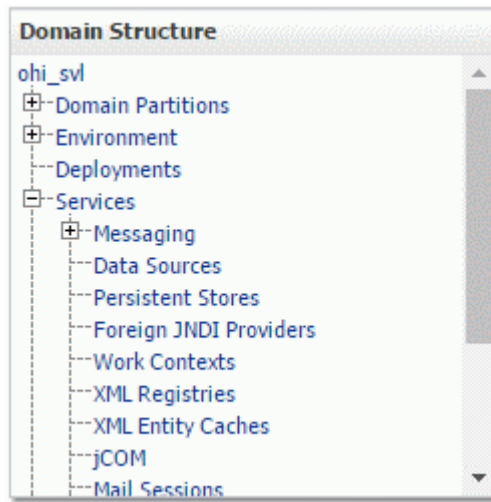 Domain Structure
ohi_svl
Domain Partitions
Environment
Deployments
Services
Messaging
Data Sources
Persistent Stores
Foreign JNDI Providers
Work Contexts
XML Registries
XML Entity Caches
jCOM
Mail Sessions